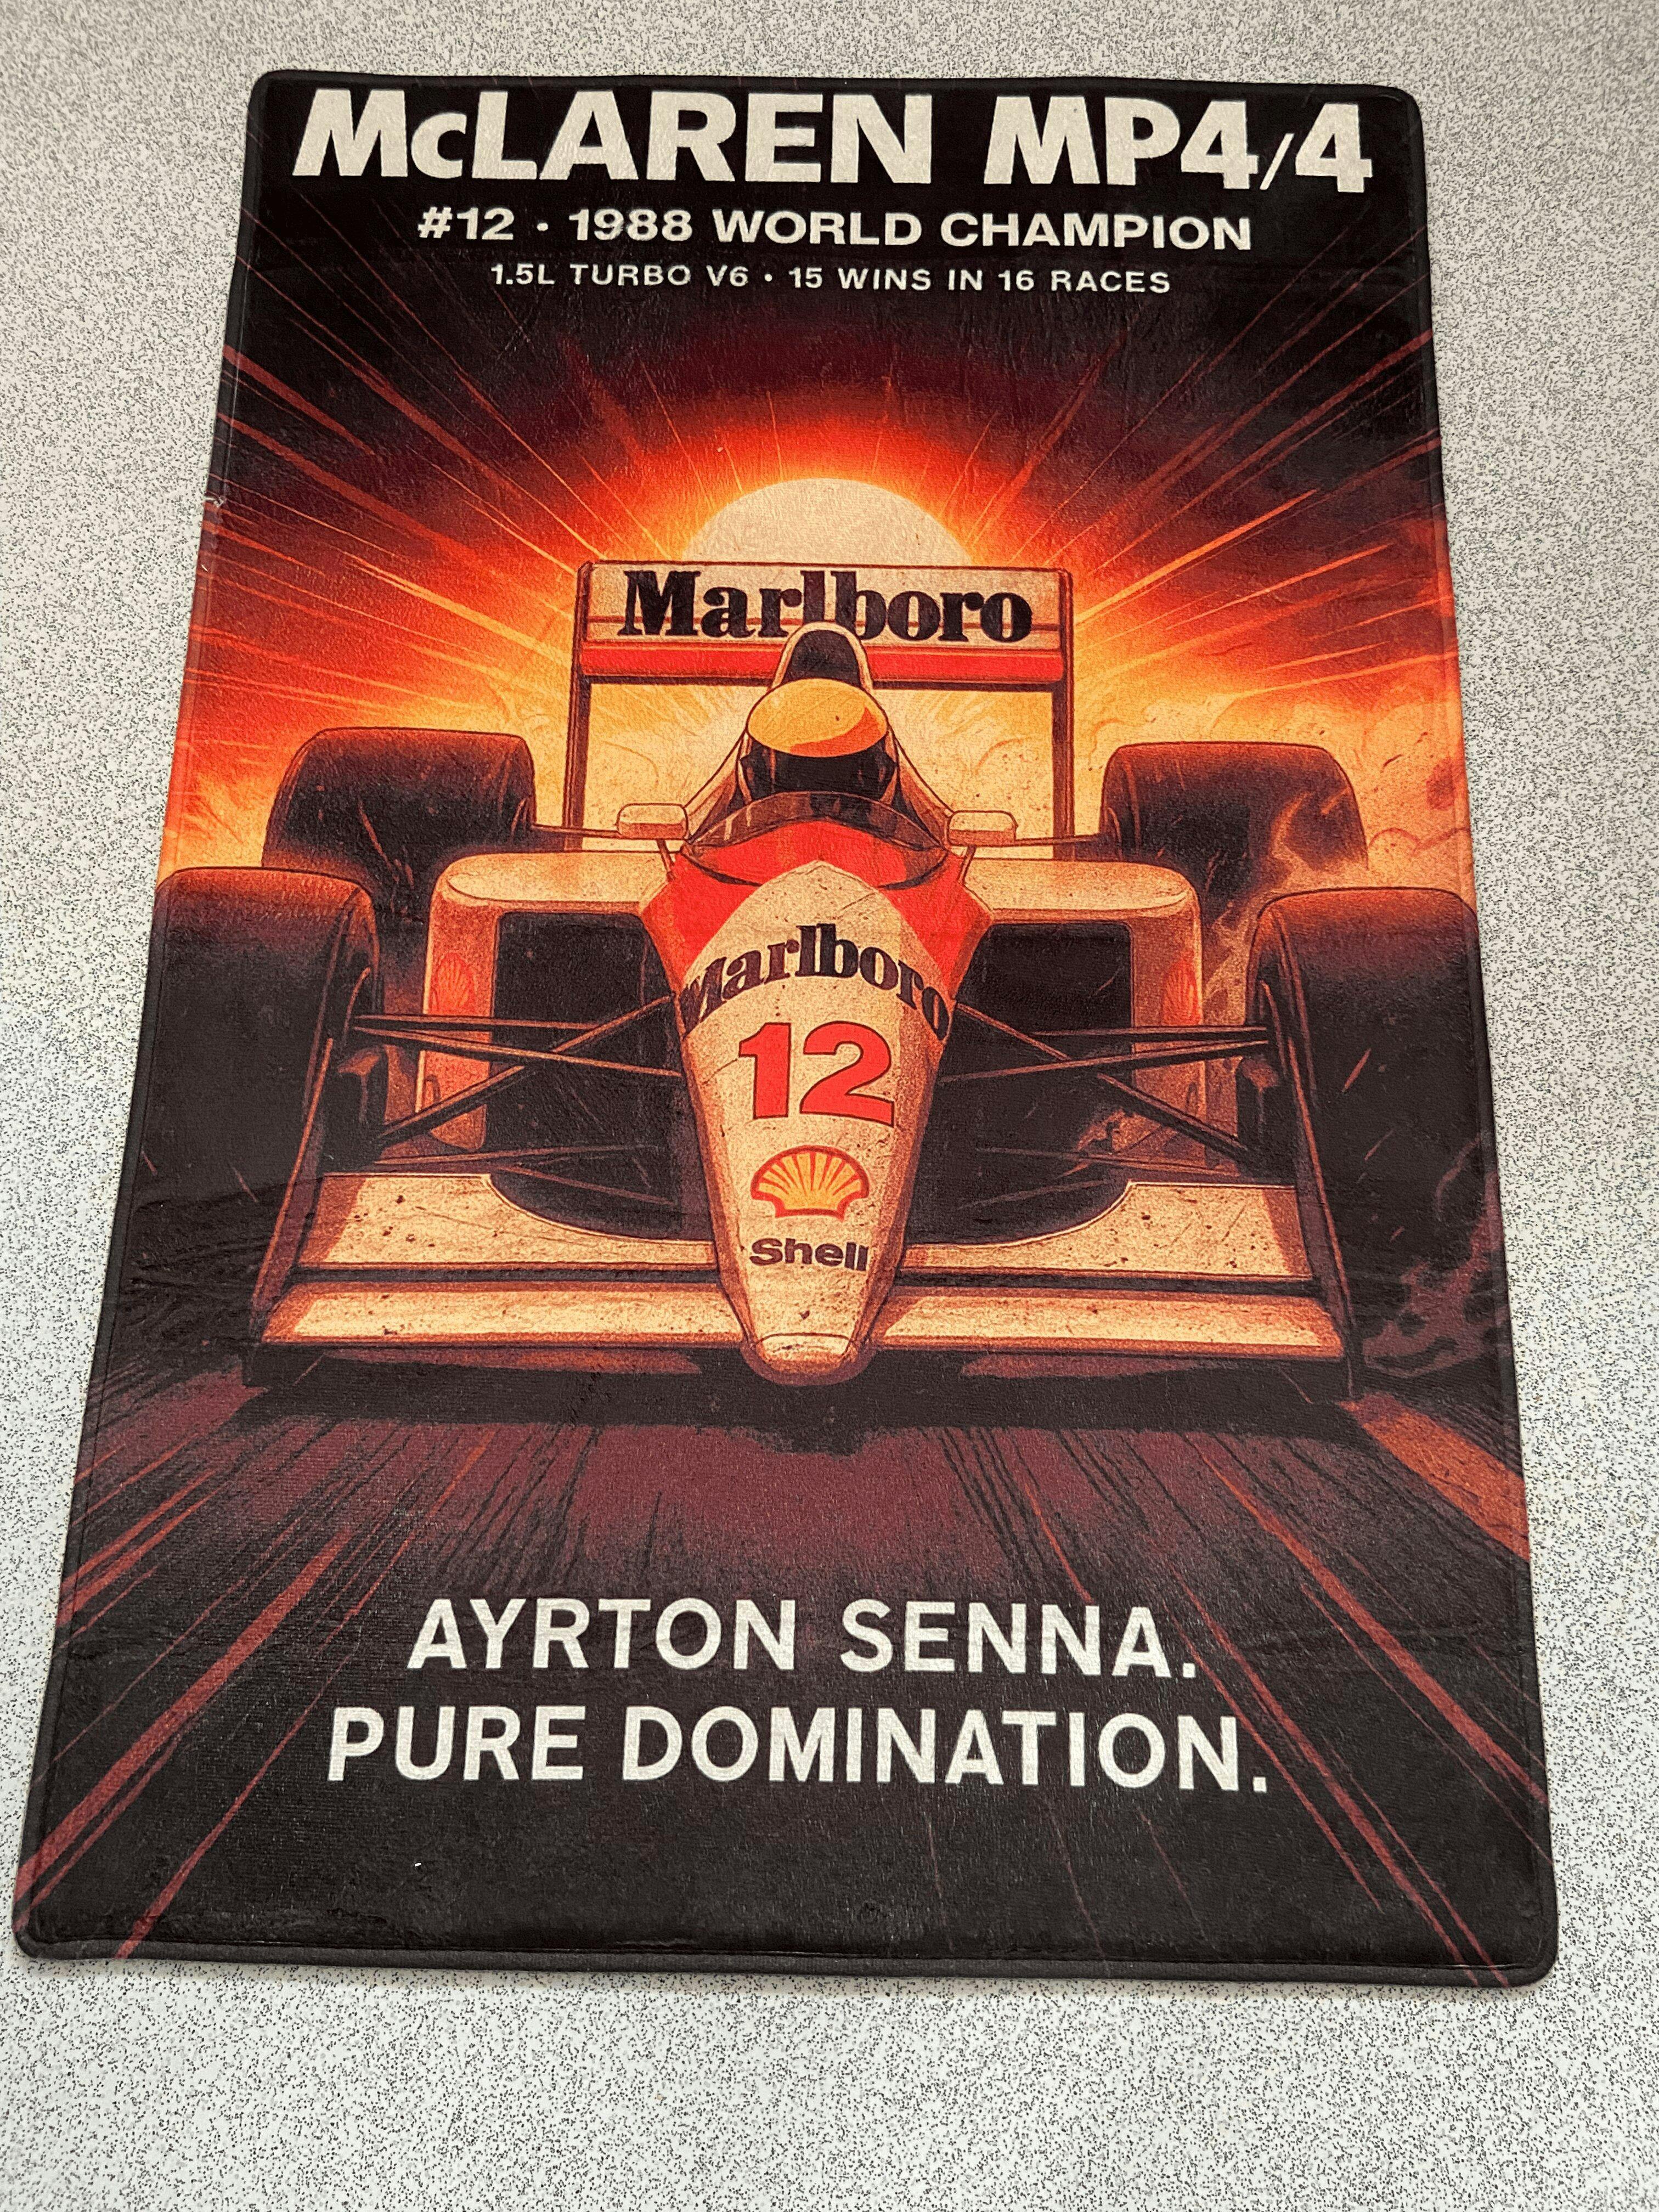 McLAREN MP4/4
#12 · 1988 WORLD CHAMPION
1.5L TURBO V6 · 15 WINS IN 16 RACES
Marlboro
Marlboro
12
Shell
AYRTON SENNA.
PURE DOMINATION.